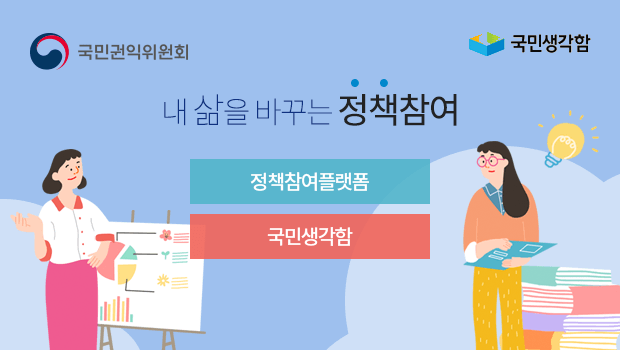 국민권익위원회
국민생각함
내 삶을 바꾸는 정책참여
정책참여플랫폼
국민생각함